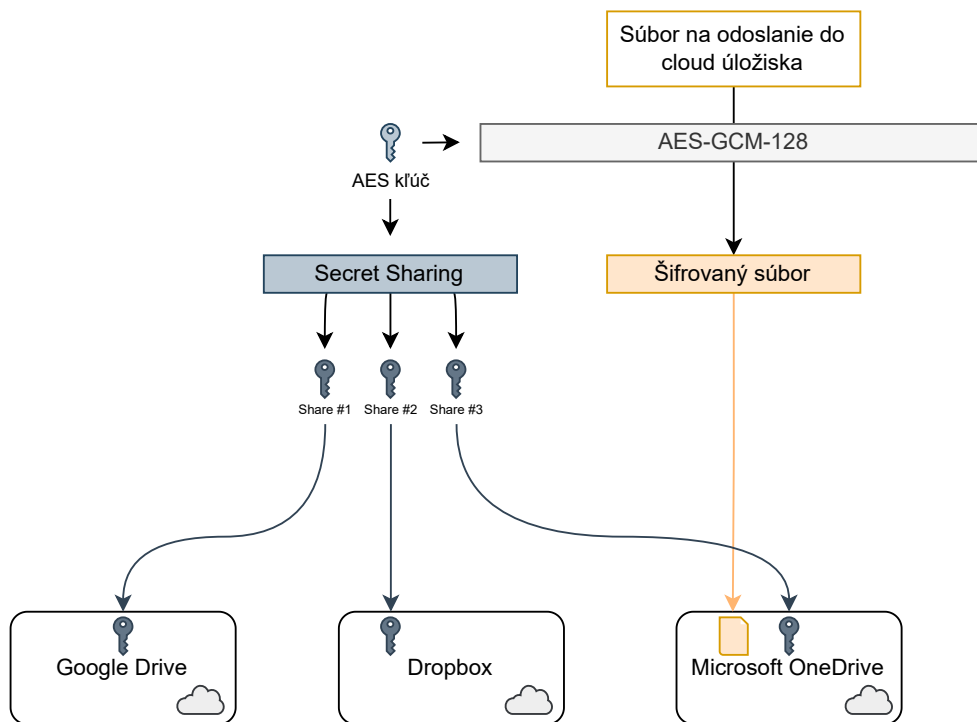 Súbor na odoslanie do
cloud úložiska
AES-GCM-128
AES kľúč
Secret Sharing
Šifrovaný súbor
Share #1
Share #2
Share #3
Google Drive
Dropbox
Microsoft OneDrive